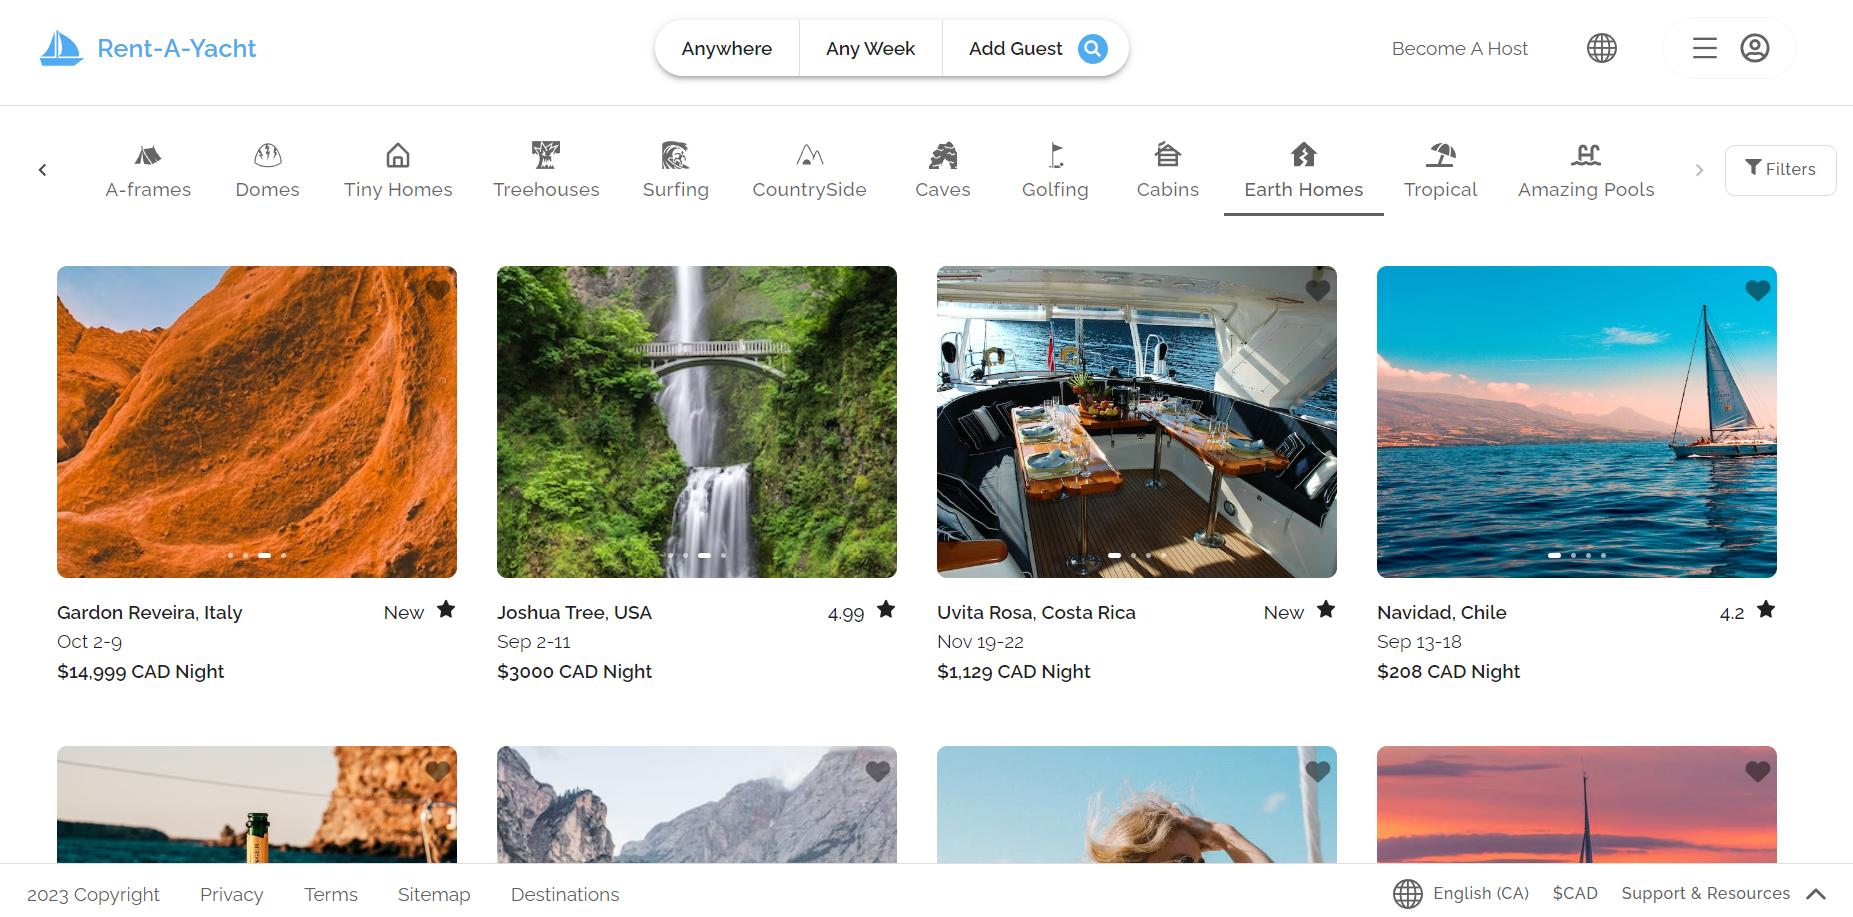 Rent-A-Yacht
Anywhere
Any Week
Add Guest
Become A Host
A-frames
Domes
Tiny Homes
Treehouses
Surfing
CountrySide
Caves
Golfing
Cabins
Earth Homes
Tropical
Amazing Pools
Filters
Gardon Reveira, Italy
New
Oct 2-9
$14,999 CAD Night
Joshua Tree, USA
4.99
Sep 2-11
$3000 CAD Night
Uvita Rosa, Costa Rica
New
Nov 19-22
$1,129 CAD Night
Navidad, Chile
4.2
Sep 13-18
$208 CAD Night
2023 Copyright
Privacy
Terms
Sitemap
Destinations
English (CA)
$CAD
Support & Resources